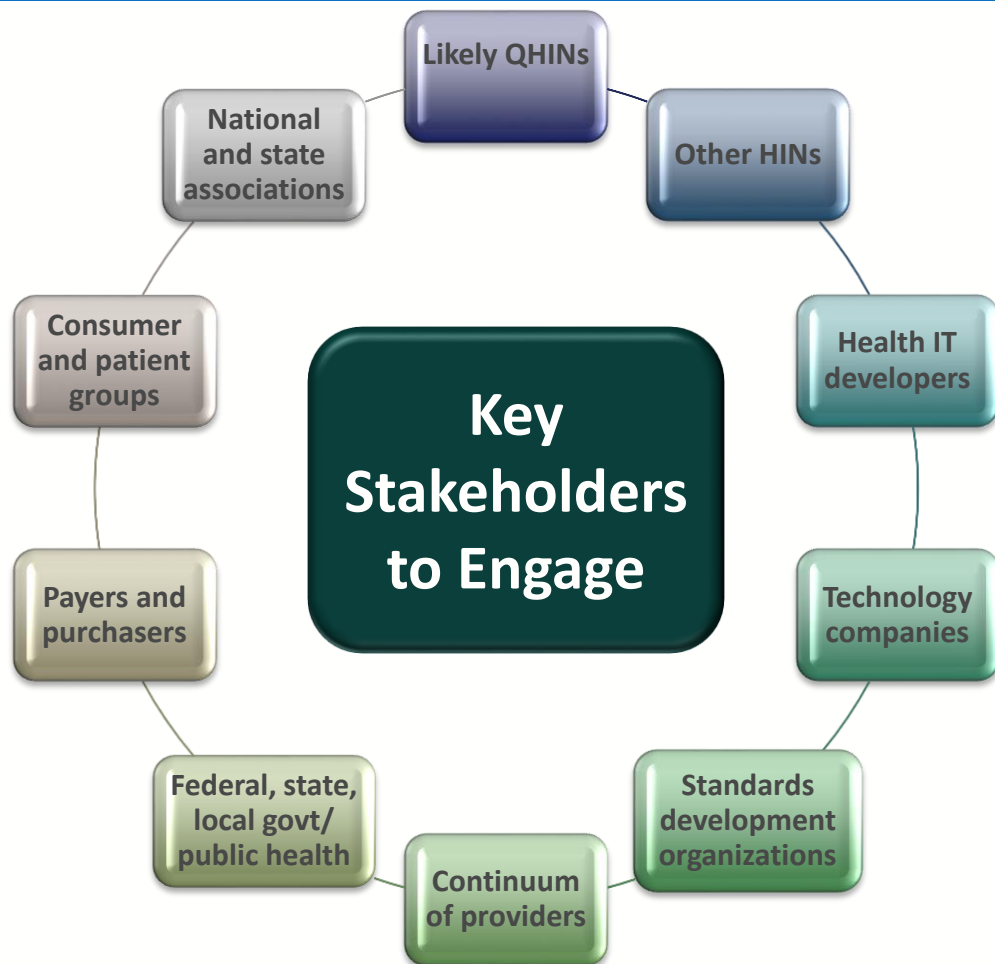 Likely QHINs
Other HINs
Health IT
developers
Technology
companies
Standards
development
organizations
Continuum
of providers
Federal, state,
local govt/
public health
Payers and
purchasers
Consumer
and patient
groups
National
and state
associations
Key
Stakeholders
to Engage